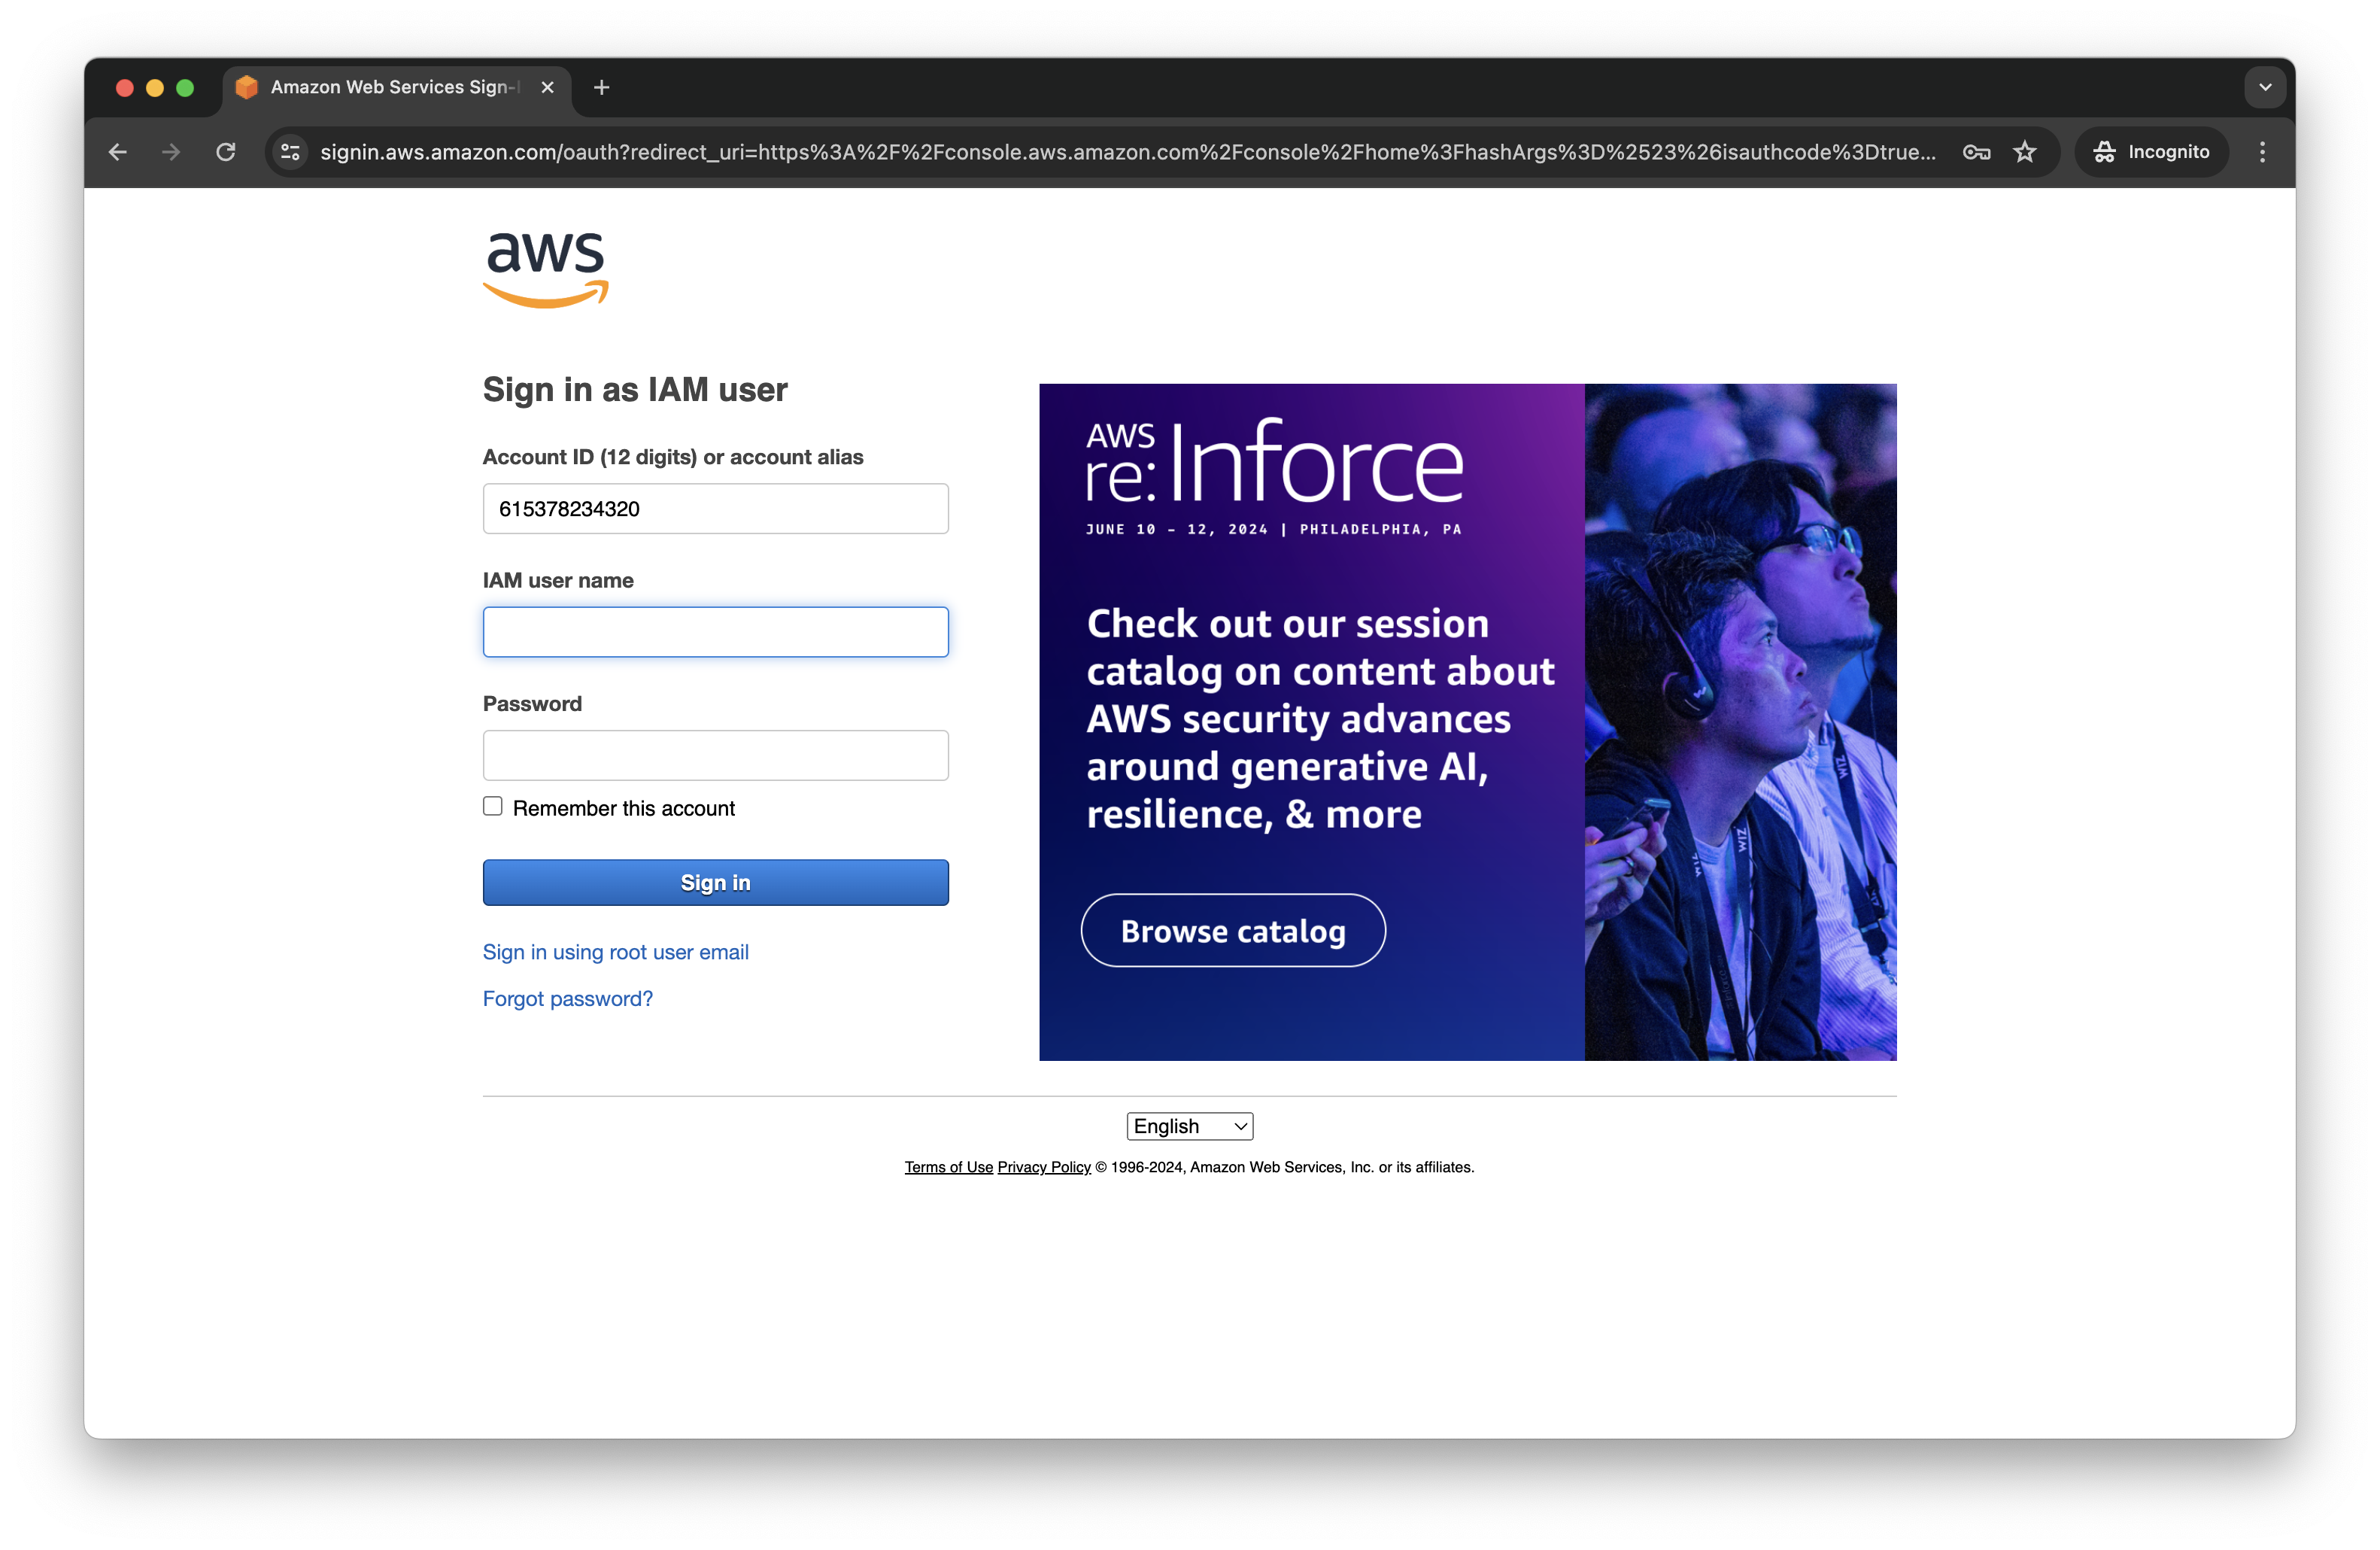 Amazon Web Services Sign-I
signin.aws.amazon.com/oauth?redirect_uri=https%3A%2F%2Fconsole.aws.amazon.com%2Fconsole%2Fhome%3FhashArgs%3D%2523%26isauthcode%3Dtrue...
Incognito
aws
Sign in as IAM user
Account ID (12 digits) or account alias
615378234320
IAM user name
Password
Remember this account
Sign in
Sign in using root user email
Forgot password?
AWS
re:Inforce
JUNE 10 – 12, 2024 | PHILADELPHIA, PA
Check out our session
catalog on content about
AWS security advances
around generative AI,
resilience, & more
Browse catalog
WIZ
WIZ
WIZ
English
Terms of Use Privacy Policy © 1996-2024, Amazon Web Services, Inc. or its affiliates.